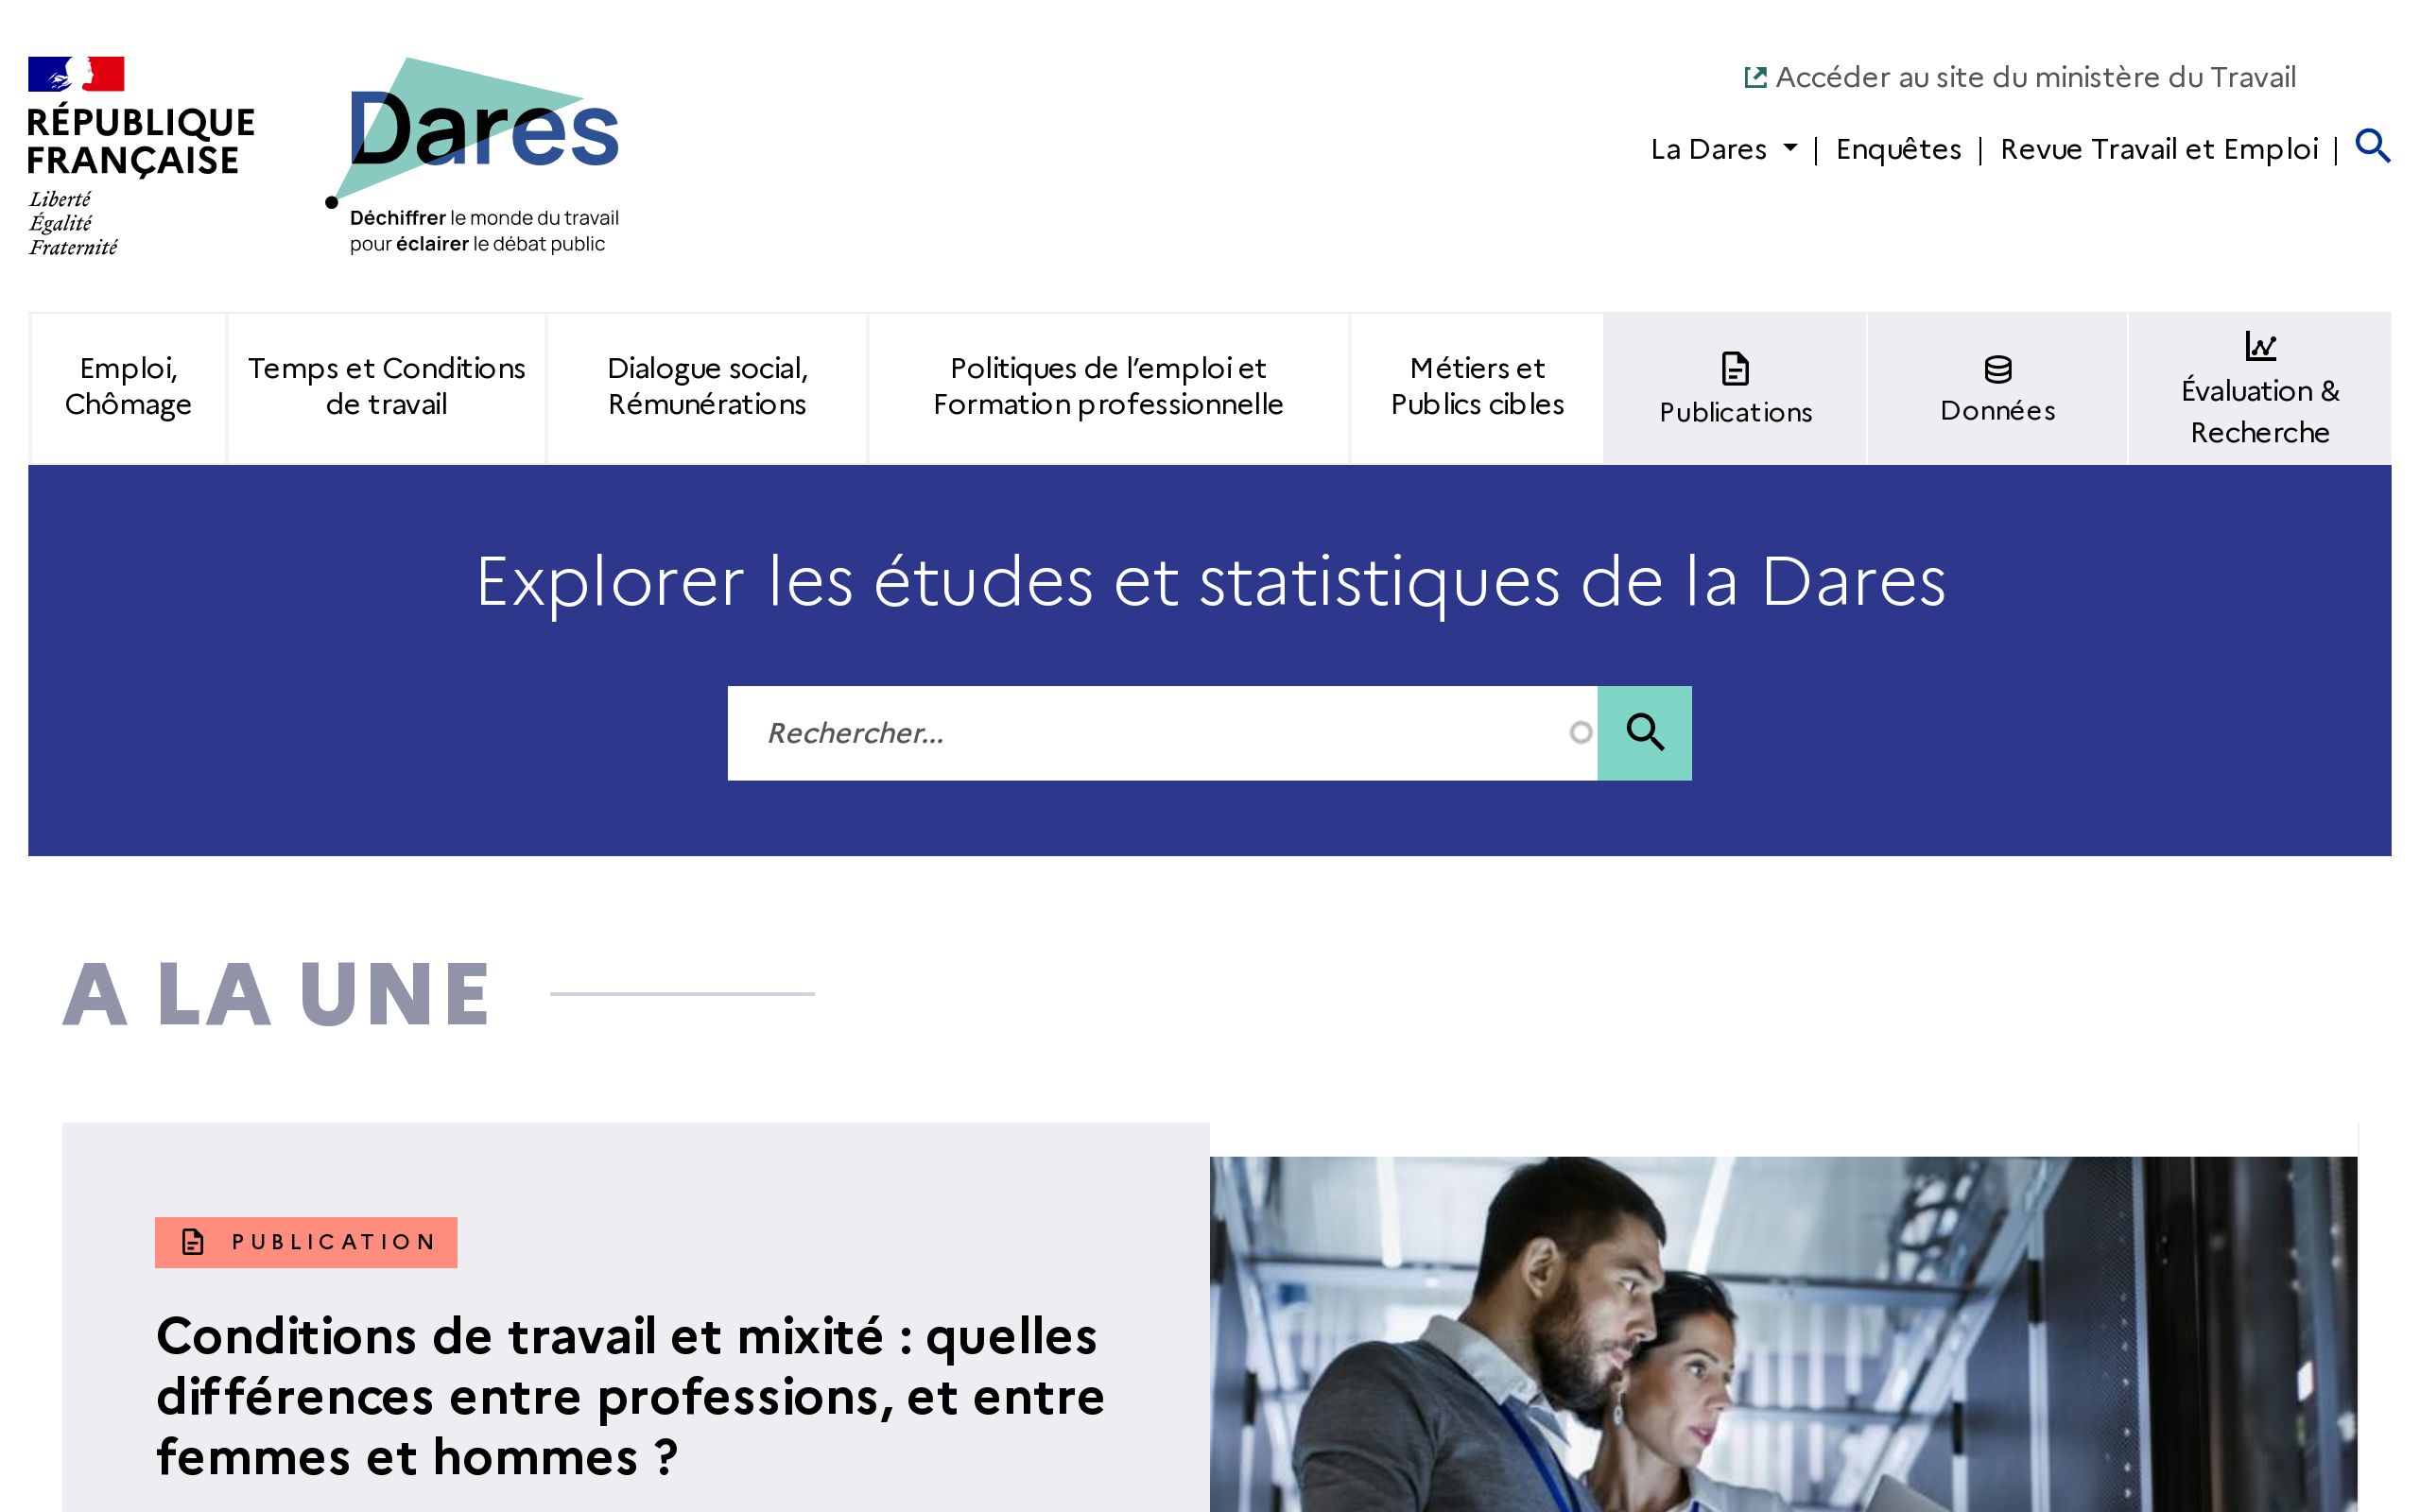 RÉPUBLIQUE
FRANÇAISE
Liberté
Égalité
Fraternité
Dares
Déchiffrer le monde du travail
pour éclairer le débat public
Accéder au site du ministère du Travail
La Dares | Enquêtes | Revue Travail et Emploi |
Emploi,
Chômage
Temps et Conditions
de travail
Dialogue social,
Rémunérations
Politiques de l’emploi et
Formation professionnelle
Métiers et
Publics cibles
Publications
Données
Évaluation &
Recherche
Explorer les études et statistiques de la Dares
Rechercher...
A LA UNE
PUBLICATION
Conditions de travail et mixité : quelles
différences entre professions, et entre
femmes et hommes ?